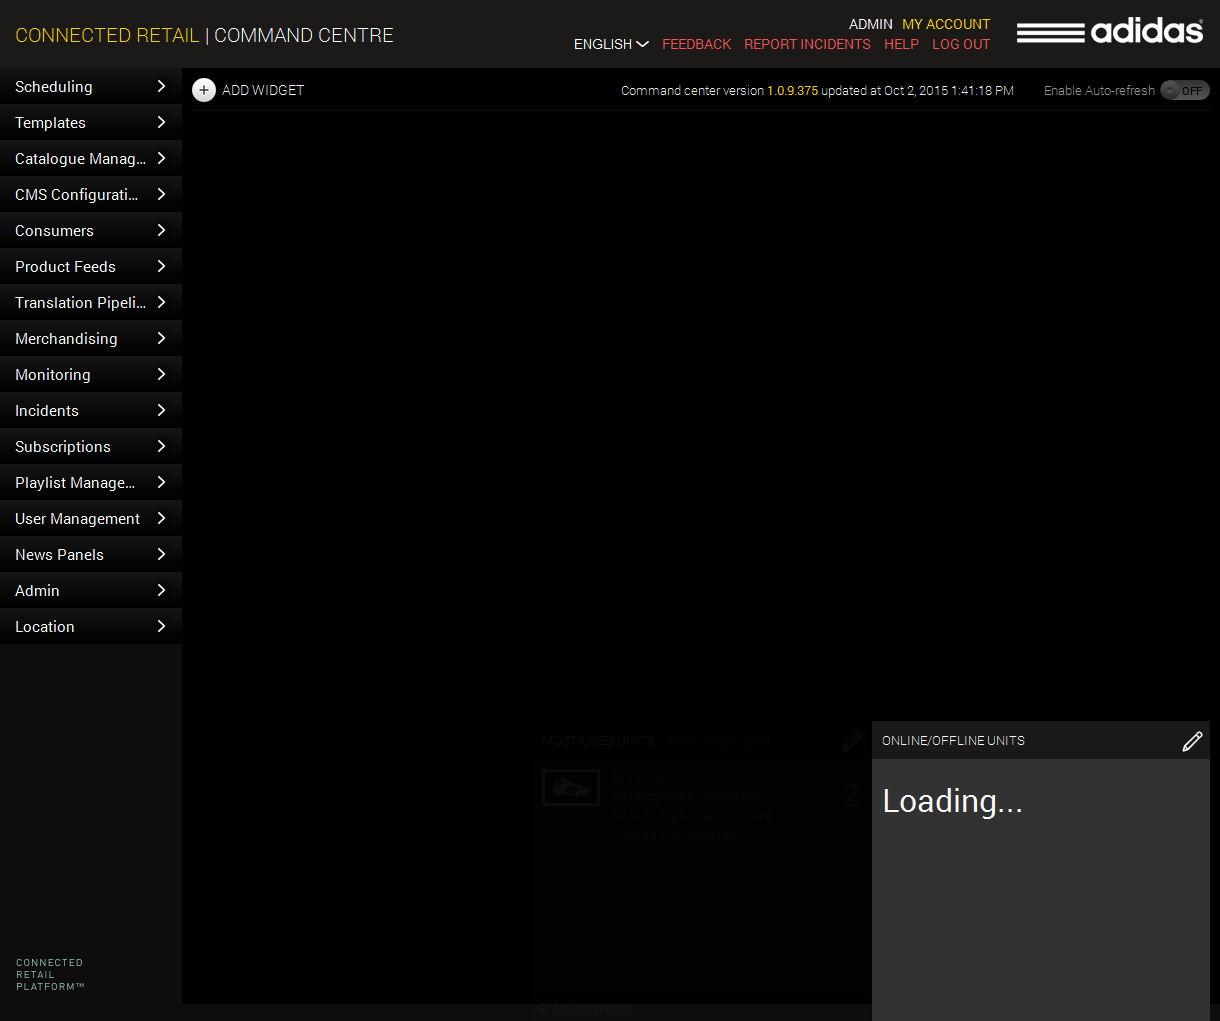 CONNECTED RETAIL | COMMAND CENTRE
ADMIN MY ACCOUNT
ENGLISH FEEDBACK REPORT INCIDENTS HELP LOG OUT
adidas
Scheduling
Templates
Catalogue Manag...
CMS Configurati...
Consumers
Product Feeds
Translation Pipeli...
Merchandising
Monitoring
Incidents
Subscriptions
Playlist Manage...
User Management
News Panels
Admin
Location
CONNECTED
RETAIL
PLATFORM™
ADD WIDGET
Command center version 1.0.9.375 updated at Oct 2, 2015 1:41:18 PM
Enable Auto-refresh OFF
MOST USED UNITS
2
ONLINE/OFFLINE UNITS
Loading...